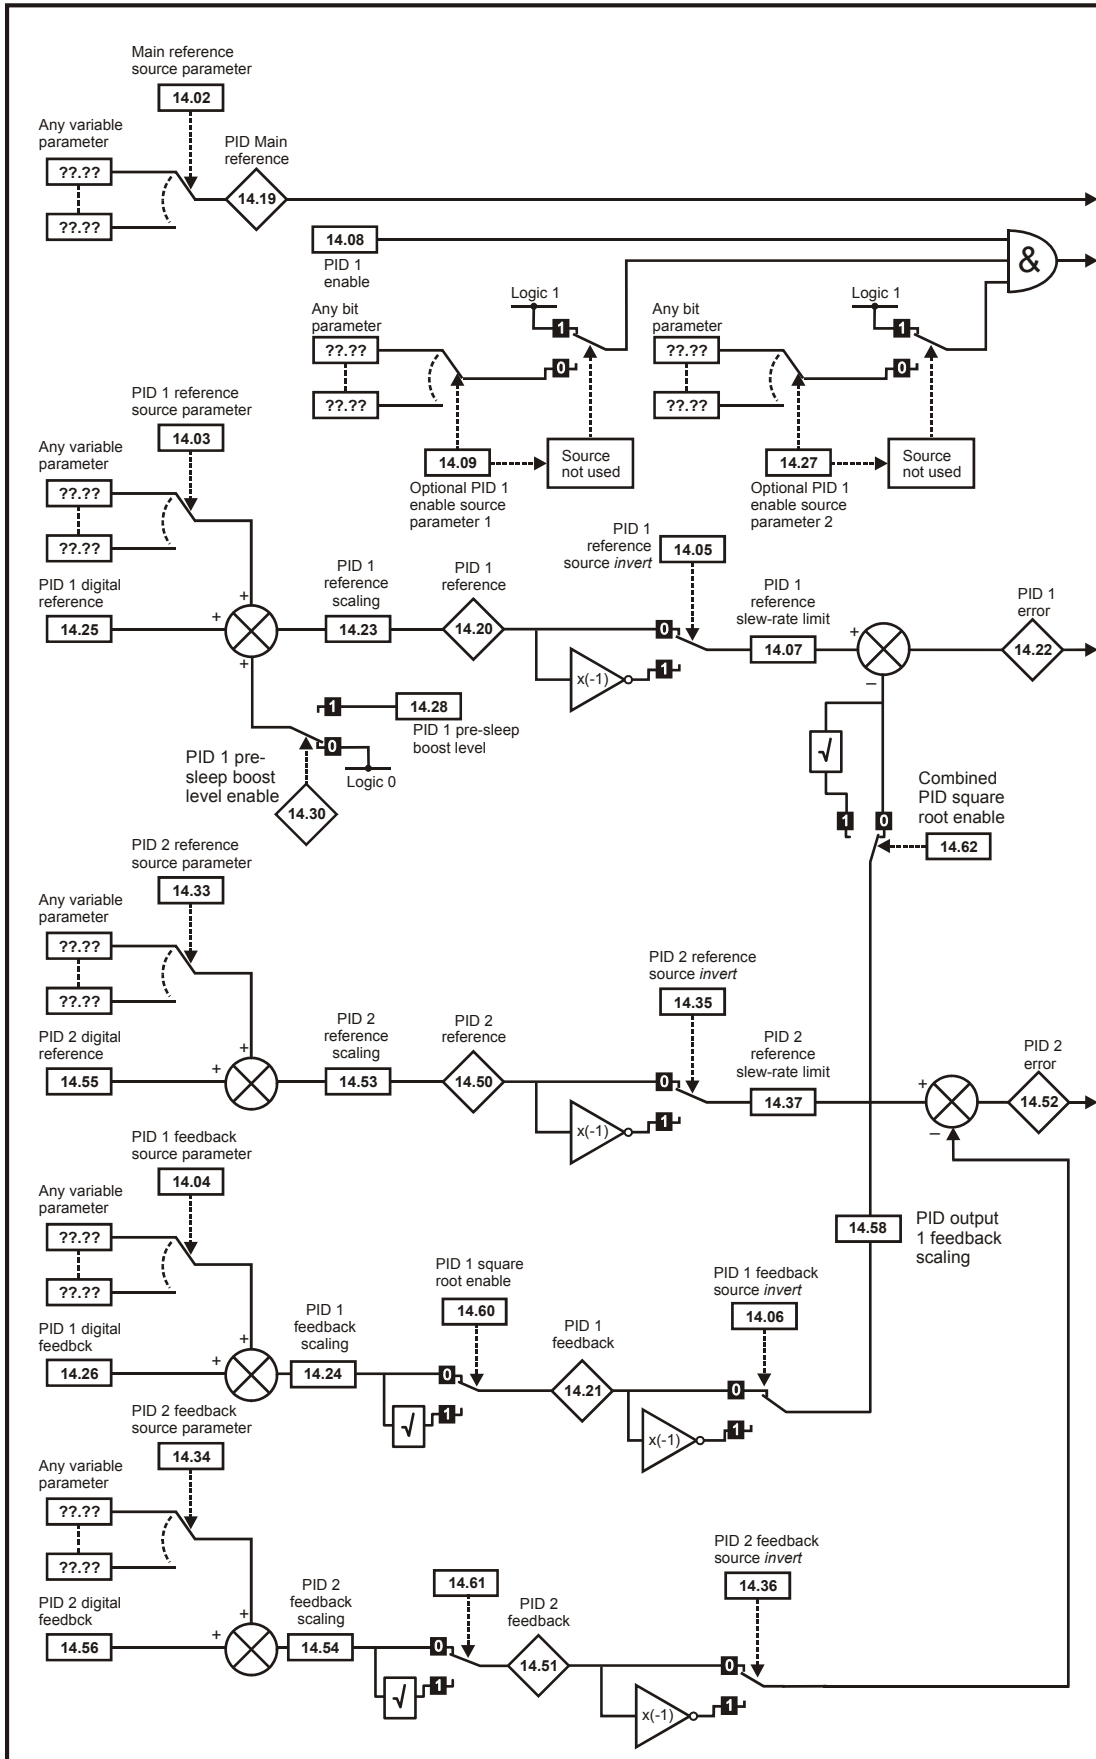 Main reference
source parameter
14.02
Any variable
parameter
??.??
??.??
PID Main
reference
14.19
14.08
PID 1
enable
&
Any bit
parameter
??.??
??.??
Logic 1
1
0
14.09
Source
not used
Optional PID 1
enable source
parameter 1
Any bit
parameter
??.??
??.??
Logic 1
1
0
14.27
Source
not used
Optional PID 1
enable source
parameter 2
PID 1 reference
source parameter
14.03
Any variable
parameter
??.??
??.??
PID 1 digital
reference
14.25
+
+
+
PID 1
reference
scaling
14.23
PID 1
reference
14.20
PID 1
reference
source invert
14.05
0
1
x(-1)
PID 1
reference
slew-rate limit
14.07
+
–
PID 1
error
14.22
1
0
14.28
PID 1 pre-sleep
boost level
Logic 0
PID 1 pre-
sleep boost
level enable
14.30
√
1
0
Combined
PID square
root enable
14.62
PID 2 reference
source parameter
14.33
Any variable
parameter
??.??
??.??
PID 2 digital
reference
14.55
+
+
PID 2
reference
scaling
14.53
PID 2
reference
14.50
PID 2 reference
source invert
14.35
0
1
x(-1)
PID 2
reference
slew-rate limit
14.37
+
–
PID 2
error
14.52
PID 1 feedback
source parameter
14.04
Any variable
parameter
??.??
??.??
PID 1 digital
feedbck
14.26
+
+
PID 1
feedback
scaling
14.24
PID 1 square
root enable
14.60
0
1
√
PID 1
feedback
14.21
PID 1 feedback
source invert
14.06
0
1
x(-1)
14.58
PID output
1 feedback
scaling
PID 2 feedback
source parameter
14.34
Any variable
parameter
??.??
??.??
PID 2 digital
feedbck
14.56
+
+
PID 2
feedback
scaling
14.54
14.61
0
1
√
PID 2
feedback
14.51
PID 2 feedback
source invert
14.36
0
1
x(-1)